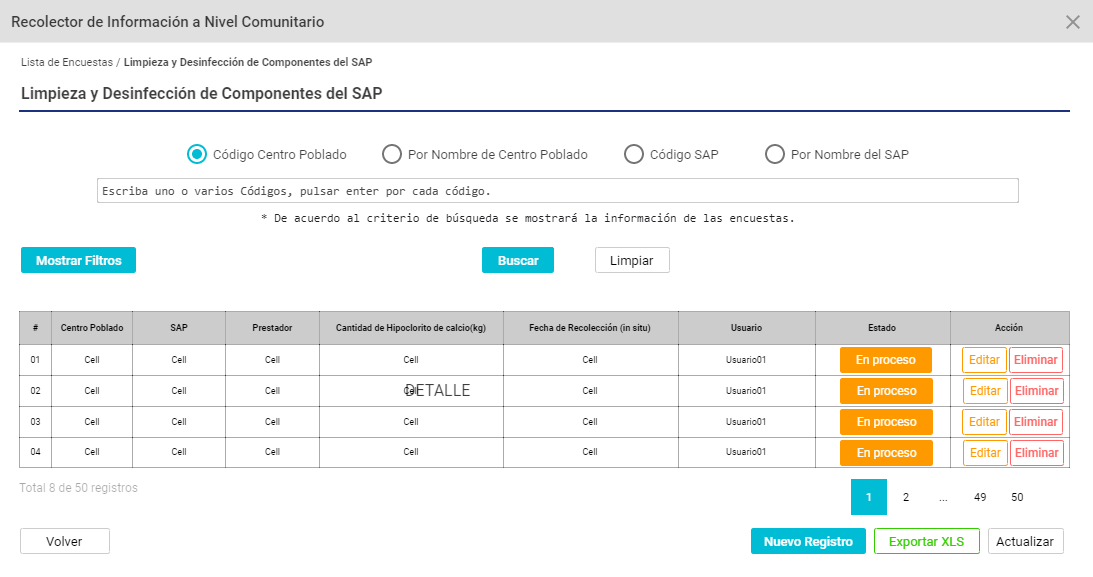 Recolector de Información a Nivel Comunitario
Lista de Encuestas / Limpieza y Desinfección de Componentes del SAP
Limpieza y Desinfección de Componentes del SAP
Código Centro Poblado Por Nombre de Centro Poblado Código SAP Por Nombre del SAP
Escriba uno o varios Códigos, pulsar enter por cada código.
* De acuerdo al criterio de búsqueda se mostrará la información de las encuestas.
Mostrar Filtros Buscar Limpiar
# Centro Poblado SAP Prestador Cantidad de Hipoclorito de calcio(kg) Fecha de Recolección (in situ) Usuario Estado Acción
01 Cell Cell Cell Cell Cell Usuario01 En proceso Editar Eliminar
02 Cell Cell Cell Cell DETALLE Cell Usuario01 En proceso Editar Eliminar
03 Cell Cell Cell Cell Cell Usuario01 En proceso Editar Eliminar
04 Cell Cell Cell Cell Cell Usuario01 En proceso Editar Eliminar
Total 8 de 50 registros 1 2 ... 49 50
Volver Nuevo Registro Exportar XLS Actualizar